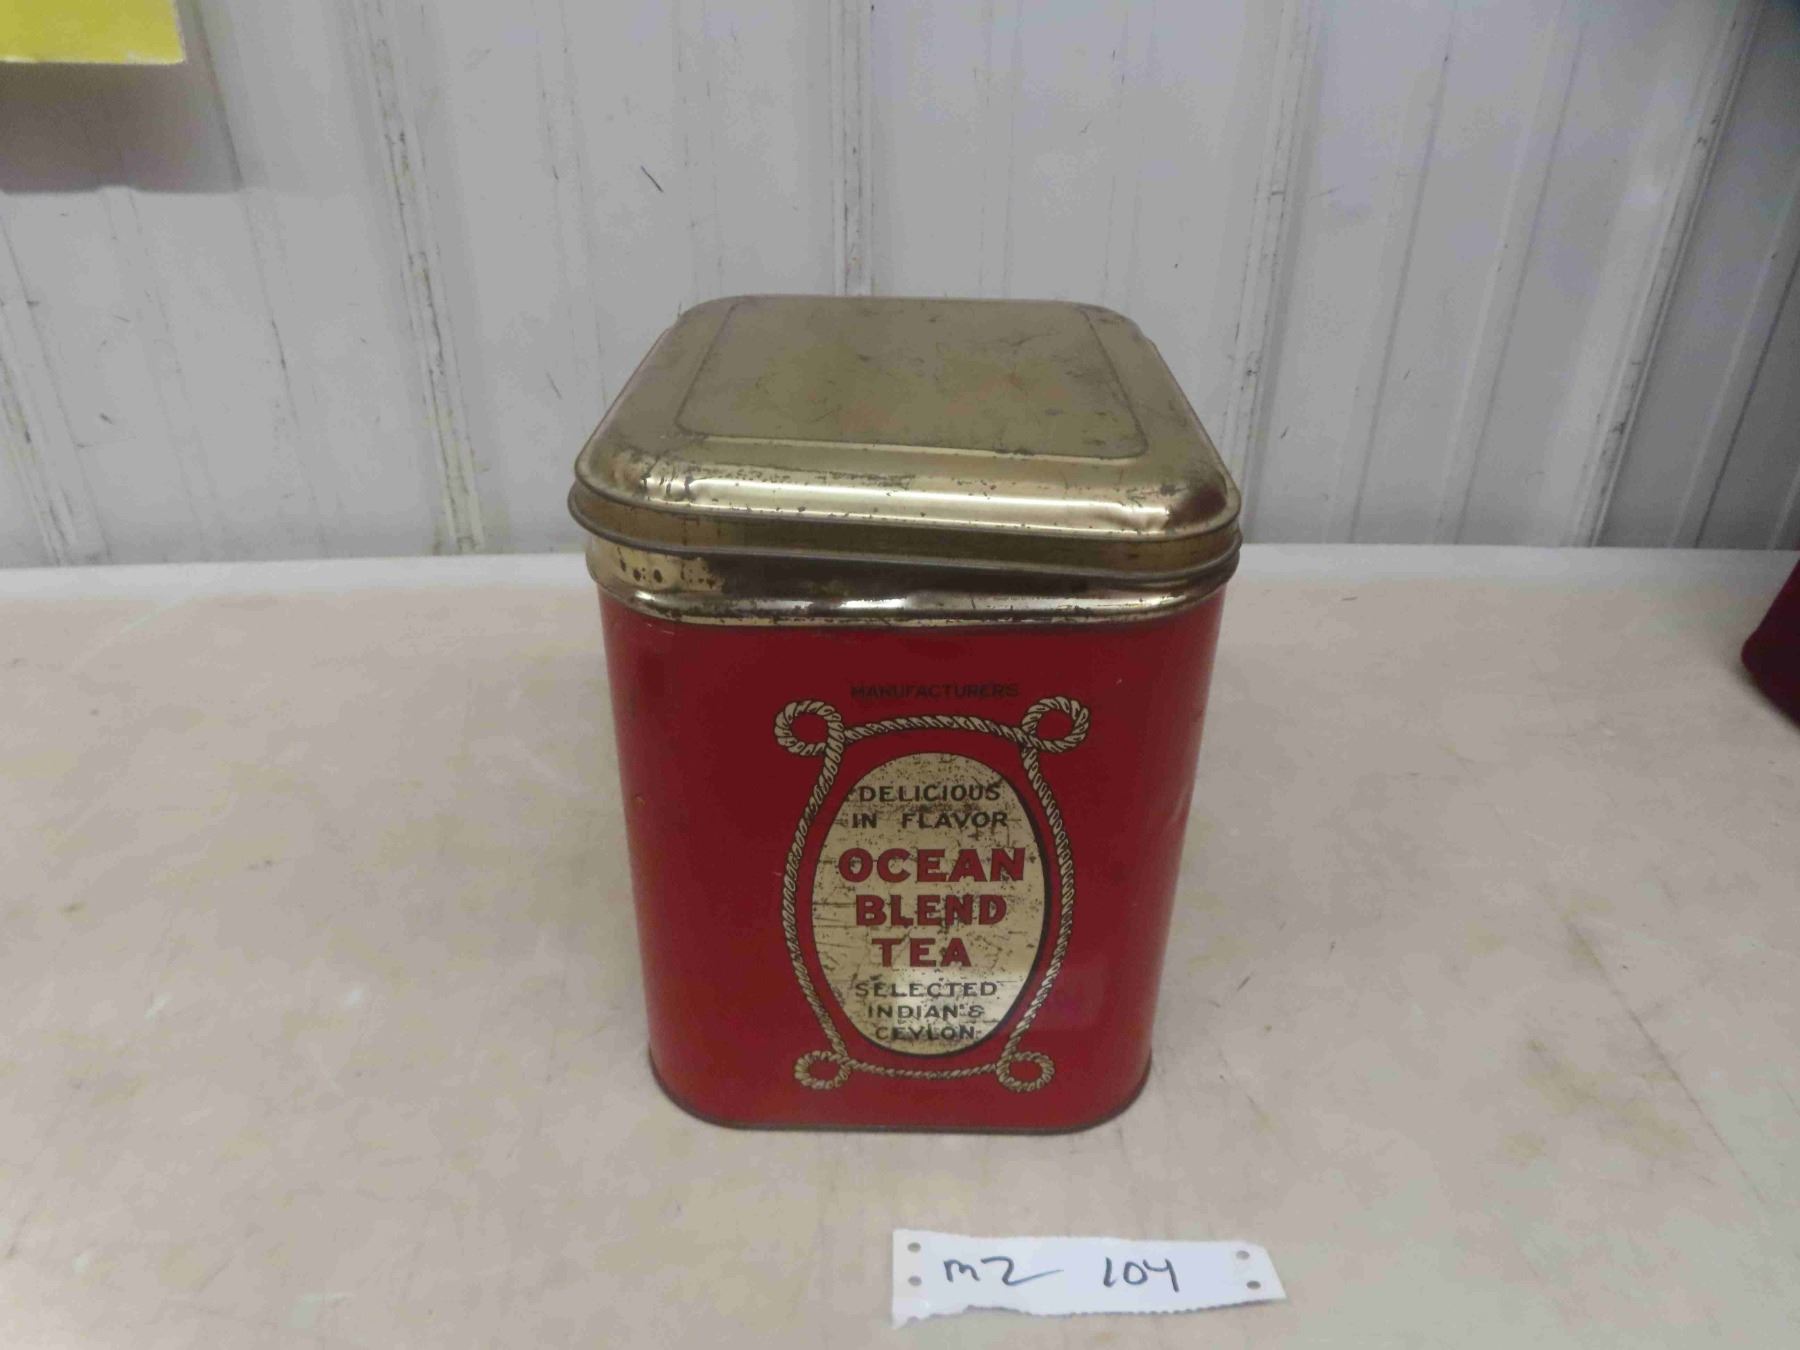 MANUFACTURERS
DELICIOUS
IN FLAVOR
OCEAN
BLEND
TEA
SELECTED
INDIAN &
CEYLON
MZ 104